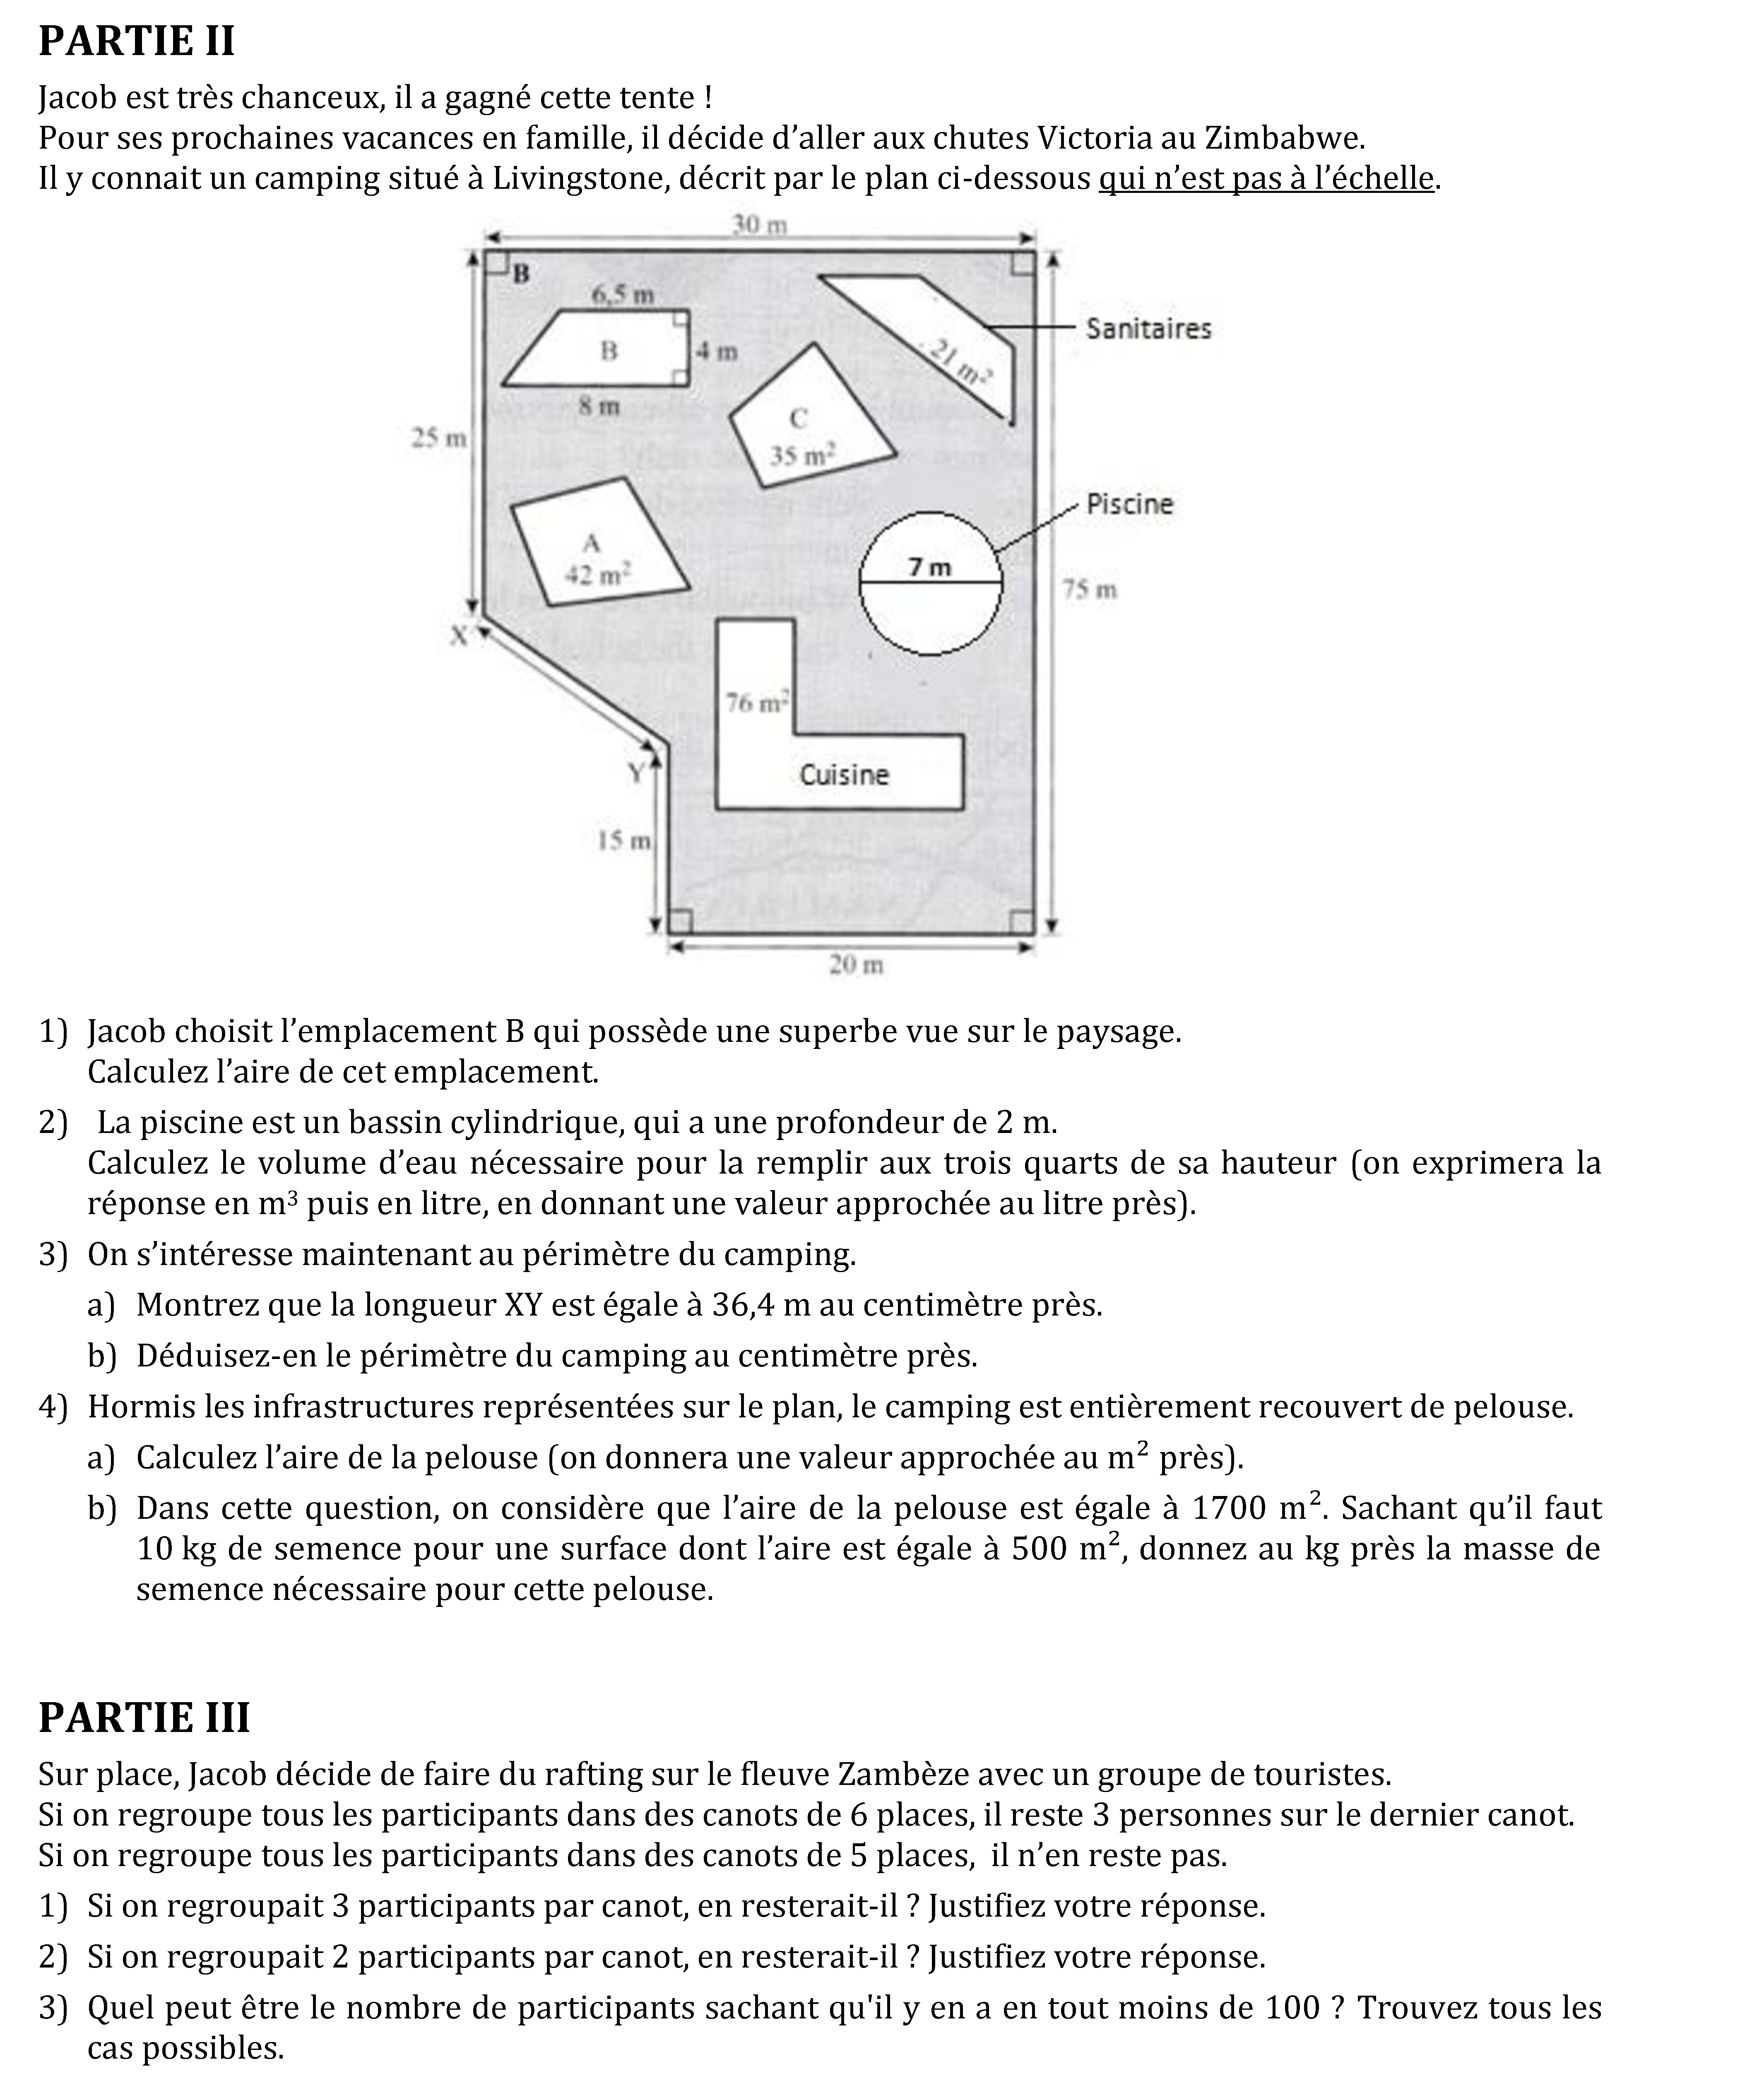 PARTIE II
Jacob est très chanceux, il a gagné cette tente !
Pour ses prochaines vacances en famille, il décide d’aller aux chutes Victoria au Zimbabwe.
Il y connait un camping situé à Livingstone, décrit par le plan ci-dessous qui n’est pas à l’échelle.
30 m
B
6,5 m
B
4 m
8 m
Sanitaires
21 m²
C
35 m²
25 m
Piscine
A
42 m²
7 m
75 m
X
76 m²
Y
Cuisine
15 m
20 m
1) Jacob choisit l’emplacement B qui possède une superbe vue sur le paysage.
Calculez l’aire de cet emplacement.
2) La piscine est un bassin cylindrique, qui a une profondeur de 2 m.
Calculez le volume d’eau nécessaire pour la remplir aux trois quarts de sa hauteur (on exprimera la
réponse en m³ puis en litre, en donnant une valeur approchée au litre près).
3) On s’intéresse maintenant au périmètre du camping.
a) Montrez que la longueur XY est égale à 36,4 m au centimètre près.
b) Déduisez-en le périmètre du camping au centimètre près.
4) Hormis les infrastructures représentées sur le plan, le camping est entièrement recouvert de pelouse.
a) Calculez l’aire de la pelouse (on donnera une valeur approchée au m² près).
b) Dans cette question, on considère que l’aire de la pelouse est égale à 1700 m². Sachant qu’il faut
10 kg de semence pour une surface dont l’aire est égale à 500 m², donnez au kg près la masse de
semence nécessaire pour cette pelouse.
PARTIE III
Sur place, Jacob décide de faire du rafting sur le fleuve Zambèze avec un groupe de touristes.
Si on regroupe tous les participants dans des canots de 6 places, il reste 3 personnes sur le dernier canot.
Si on regroupe tous les participants dans des canots de 5 places, il n’en reste pas.
1) Si on regroupait 3 participants par canot, en resterait-il ? Justifiez votre réponse.
2) Si on regroupait 2 participants par canot, en resterait-il ? Justifiez votre réponse.
3) Quel peut être le nombre de participants sachant qu'il y en a en tout moins de 100 ? Trouvez tous les
cas possibles.